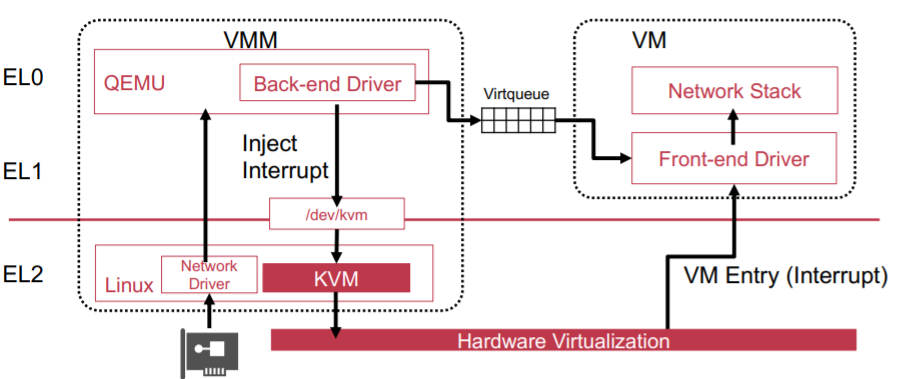 VMM
VM
EL0
QEMU
Back-end Driver
Virtqueue
Network Stack
Inject
Interrupt
EL1
Front-end Driver
/dev/kvm
EL2
Linux
Network
Driver
KVM
VM Entry (Interrupt)
Hardware Virtualization